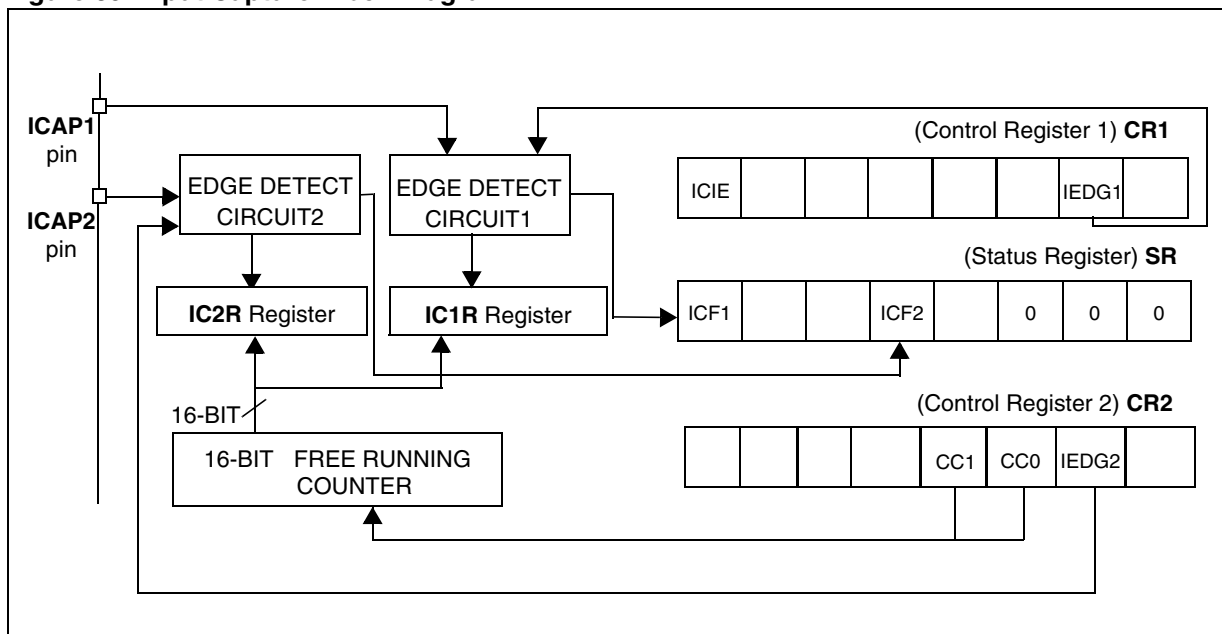 ICAP1
pin
ICAP2
pin
EDGE DETECT
CIRCUIT2
EDGE DETECT
CIRCUIT1
IC2R Register
IC1R Register
16-BIT
16-BIT FREE RUNNING
COUNTER
(Control Register 1) CR1
ICIE
IEDG1
(Status Register) SR
ICF1
ICF2
0
0
0
(Control Register 2) CR2
CC1
CC0
IEDG2